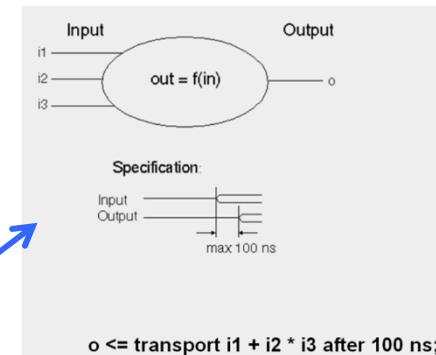 Input Output
i1
i2 out = f(in) o
i3
Specification:
Input
Output
max 100 ns
o <= transport i1 + i2 * i3 after 100 ns;